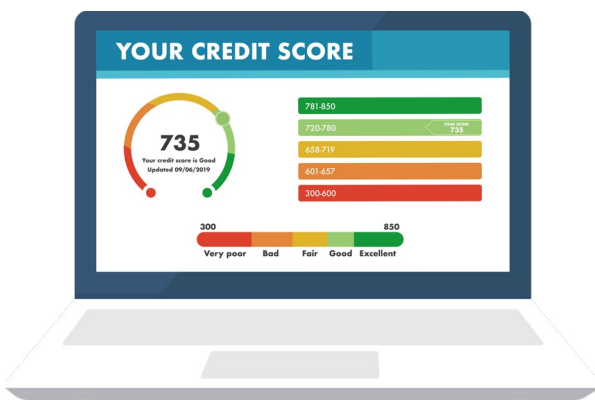 YOUR CREDIT SCORE
735
Your credit score is Good
Updated 09/06/2019
781-850
720-780
YOUR SCORE
735
658-719
601-657
300-600
300 850
Very poor Bad Fair Good Excellent